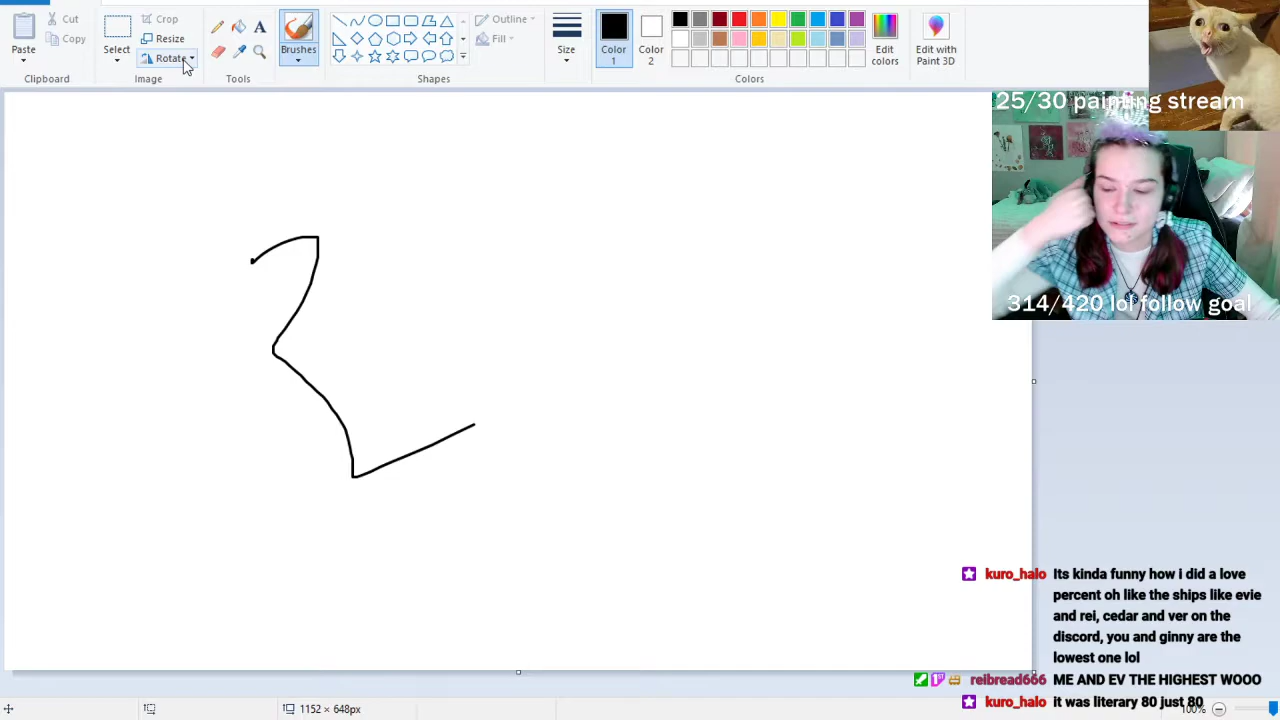 Paste
Cut
Copy
Clipboard
Select
Crop
Resize
Rotate
Image
A
Tools
Brushes
Outline
Fill
Shapes
Size
Color
1
Color
2
Edit
colors
Edit with
Paint 3D
Colors
25/30 painting stream
314/420 lol follow goal
kuro_halo Its kinda funny how i did a love
percent oh like the ships like evie
and rei, cedar and ver on the
discord, you and ginny are the
lowest one lol
reibread666 ME AND EV THE HIGHEST WOOO
kuro_halo it was literary 80 just 80
1152 × 648px
100%